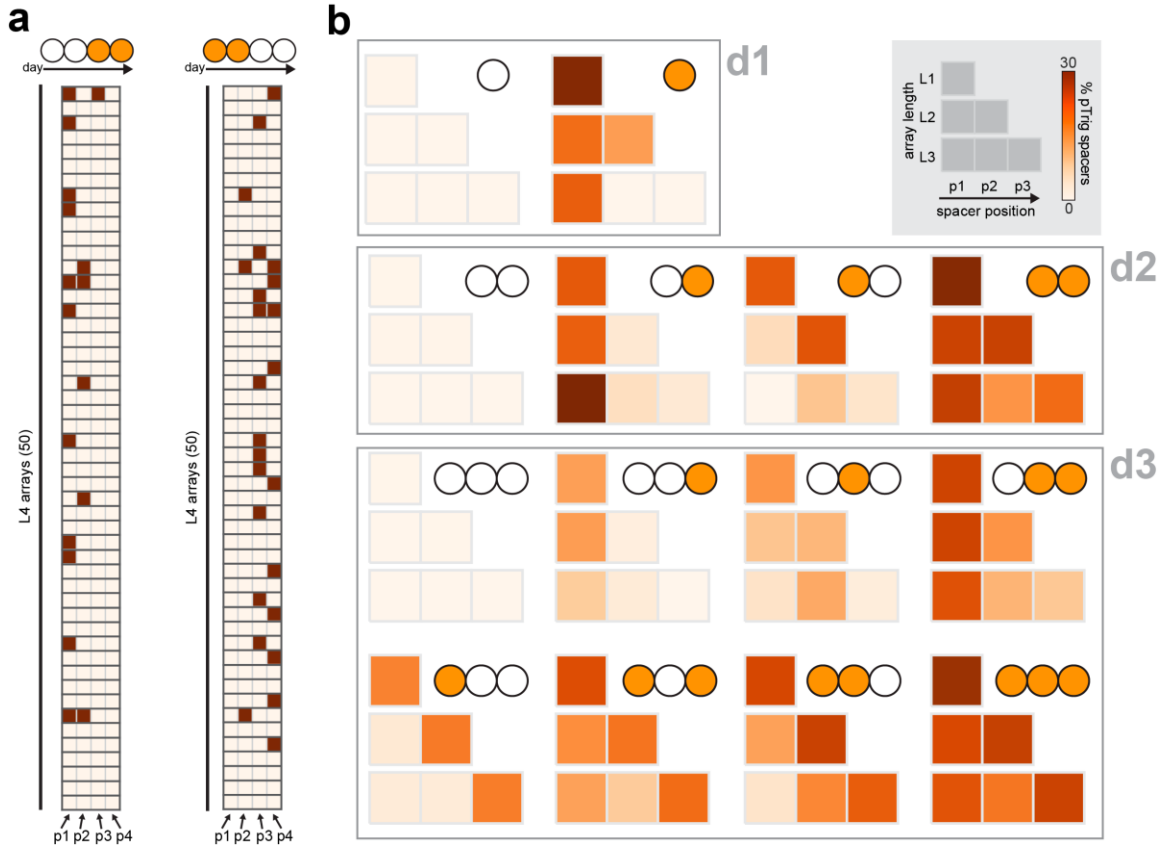 a
day
day
L4 arrays (50)
L4 arrays (50)
p1 p2 p3 p4
p1 p2 p3 p4
b
d1
array length
L1
L2
L3
p1 p2 p3
spacer position
30
% pTrig spacers
0
d2
d3